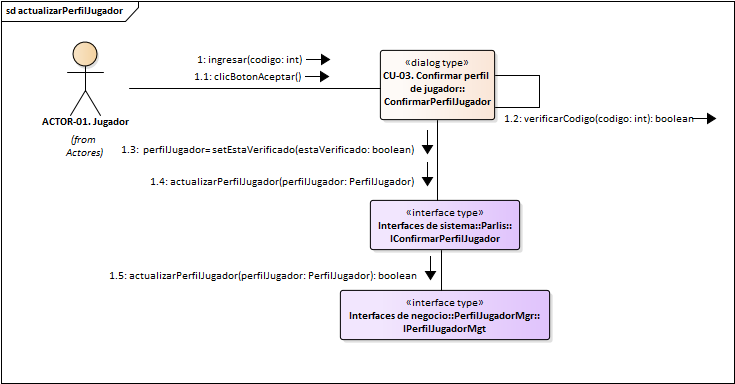 sd actualizarPerfilJugador
1: ingresar(codigo: int)
1.1: clicBotonAceptar()
«dialog type»
CU-03. Confirmar perfil
de jugador::
ConfirmarPerfilJugador
ACTOR-01. Jugador
(from
Actores)
1.2: verificarCodigo(codigo: int): boolean
1.3: perfilJugador= setEstaVerificado(estaVerificado: boolean)
1.4: actualizarPerfilJugador(perfilJugador: PerfilJugador)
«interface type»
Interfaces de sistema::Parlis::
IConfirmarPerfilJugador
1.5: actualizarPerfilJugador(perfilJugador: PerfilJugador): boolean
«interface type»
Interfaces de negocio::PerfilJugadorMgr::
IPerfilJugadorMgt